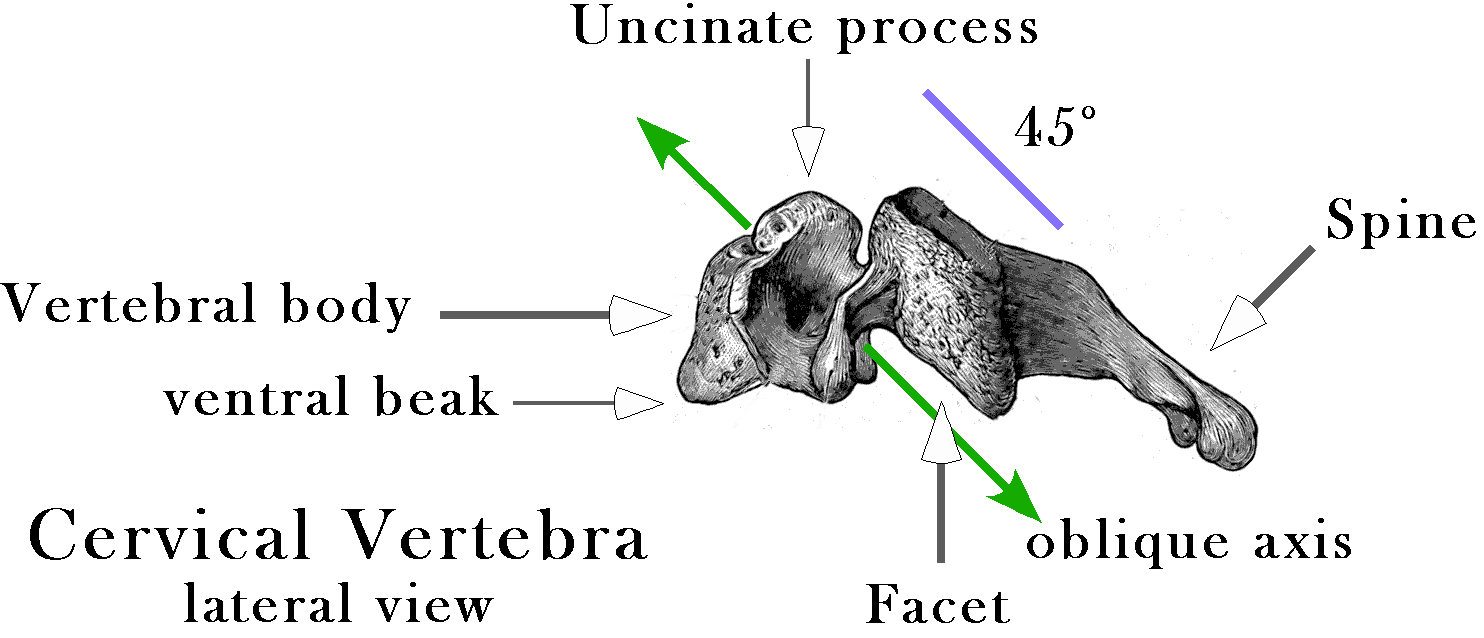 Uncinate process
45°
Spine
Vertebral body
ventral beak
Cervical Vertebra
lateral view
oblique axis
Facet